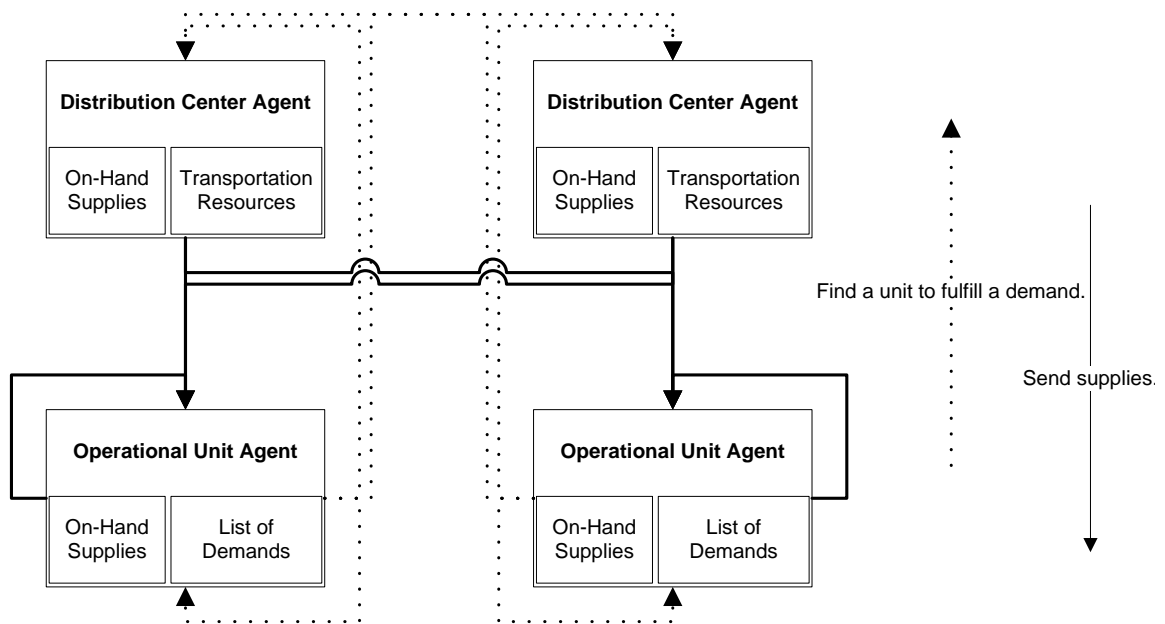 Distribution Center Agent
On-Hand
Supplies
Transportation
Resources
Distribution Center Agent
On-Hand
Supplies
Transportation
Resources
Find a unit to fulfill a demand.
Send supplies.
Operational Unit Agent
On-Hand
Supplies
List of
Demands
Operational Unit Agent
On-Hand
Supplies
List of
Demands